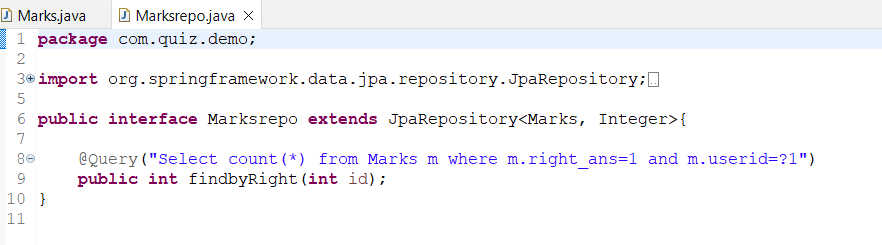 Marks.java Marksrepo.java
1 package com.quiz.demo;
2
3 import org.springframework.data.jpa.repository.JpaRepository;
5
6 public interface Marksrepo extends JpaRepository<Marks, Integer>{
7
8 @Query("Select count(*) from Marks m where m.right_ans=1 and m.userid=?1")
9 public int findbyRight(int id);
10 }
11